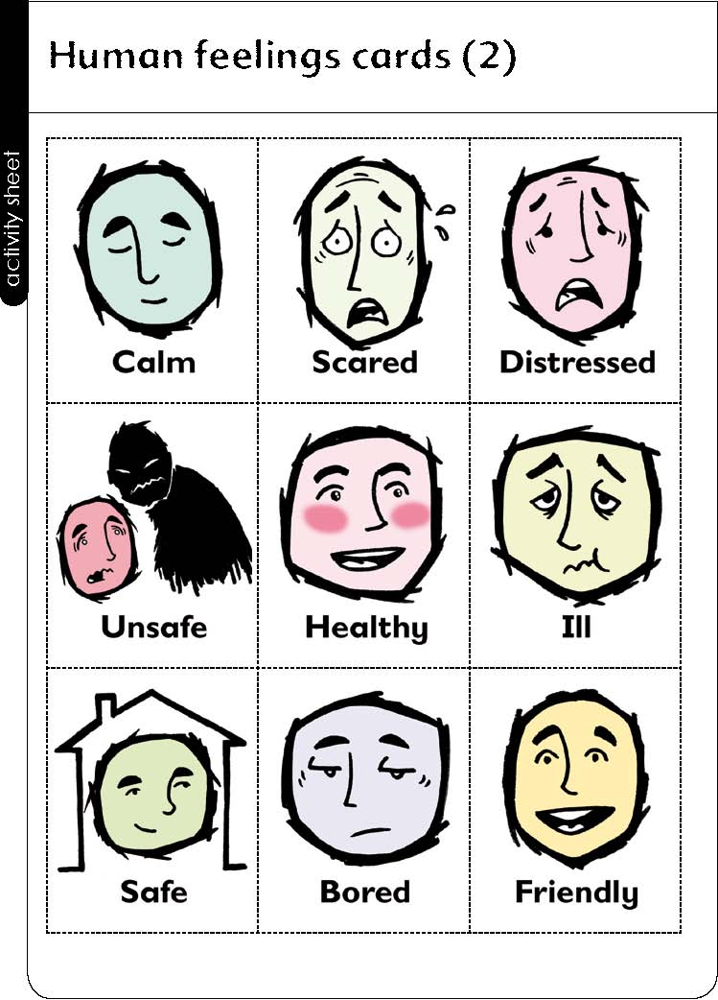 Human feelings cards (2)
activity sheet
Calm
Scared
Distressed
Unsafe
Healthy
Ill
Safe
Bored
Friendly